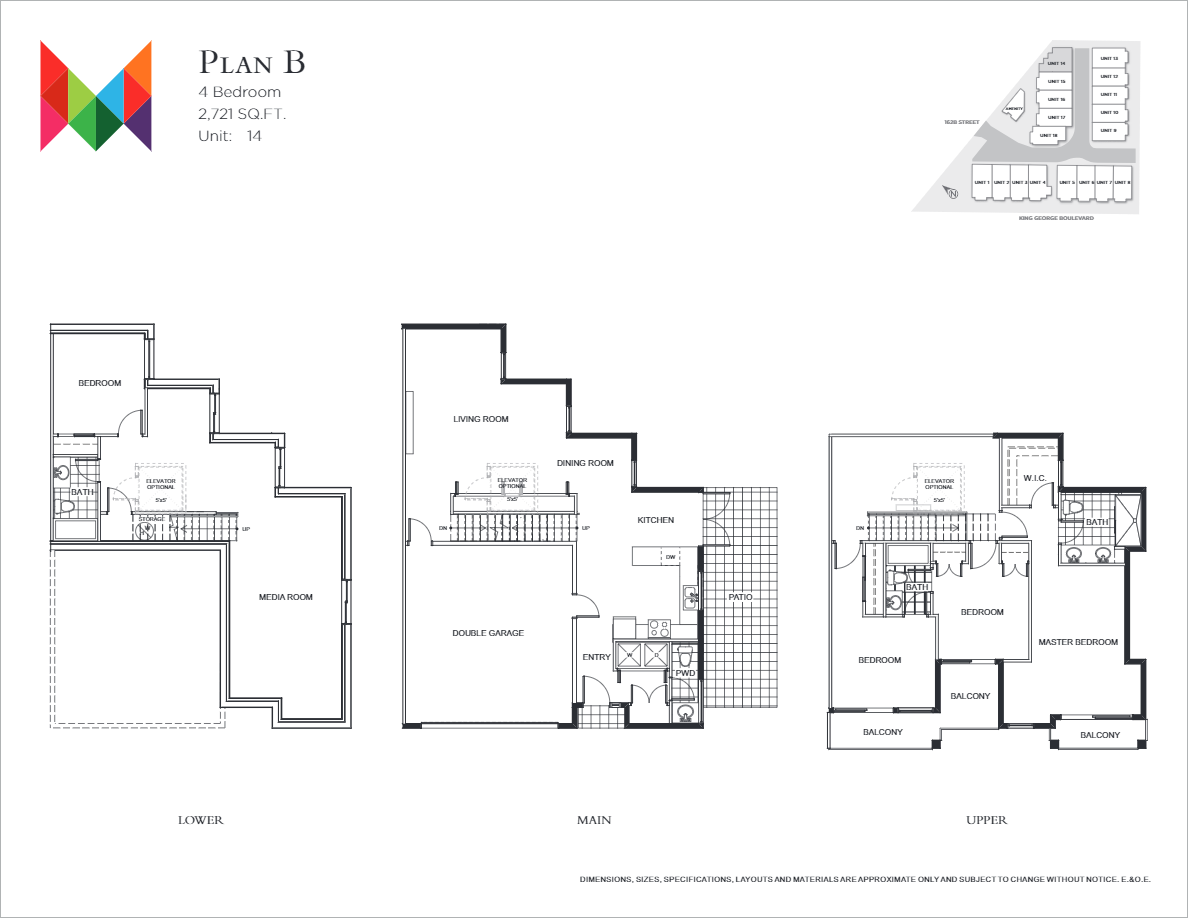 PLAN B
4 Bedroom
2,721 SQ.FT.
Unit: 14
UNIT 14
UNIT 15
UNIT 16
UNIT 17
UNIT 18
UNIT 13
UNIT 12
UNIT 11
UNIT 10
UNIT 9
AMENITY
162B STREET
UNIT 1
UNIT 2
UNIT 3
UNIT 4
UNIT 5
UNIT 6
UNIT 7
UNIT 8
N
KING GEORGE BOULEVARD
BEDROOM
BATH
ELEVATOR
OPTIONAL
5'x5'
STORAGE
UP
MEDIA ROOM
LOWER
LIVING ROOM
DINING ROOM
ELEVATOR
OPTIONAL
5'x5'
DN
UP
KITCHEN
DW
PATIO
DOUBLE GARAGE
ENTRY
W
D
PWD
MAIN
ELEVATOR
OPTIONAL
5'x5'
W.I.C.
DN
BATH
BATH
BEDROOM
MASTER BEDROOM
BEDROOM
BALCONY
BALCONY
BALCONY
UPPER
DIMENSIONS, SIZES, SPECIFICATIONS, LAYOUTS AND MATERIALS ARE APPROXIMATE ONLY AND SUBJECT TO CHANGE WITHOUT NOTICE. E.&O.E.